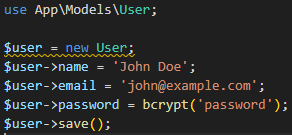 use App\Models\User;
$user = new User;
$user->name = 'John Doe';
$user->email = 'john@example.com';
$user->password = bcrypt('password');
$user->save();